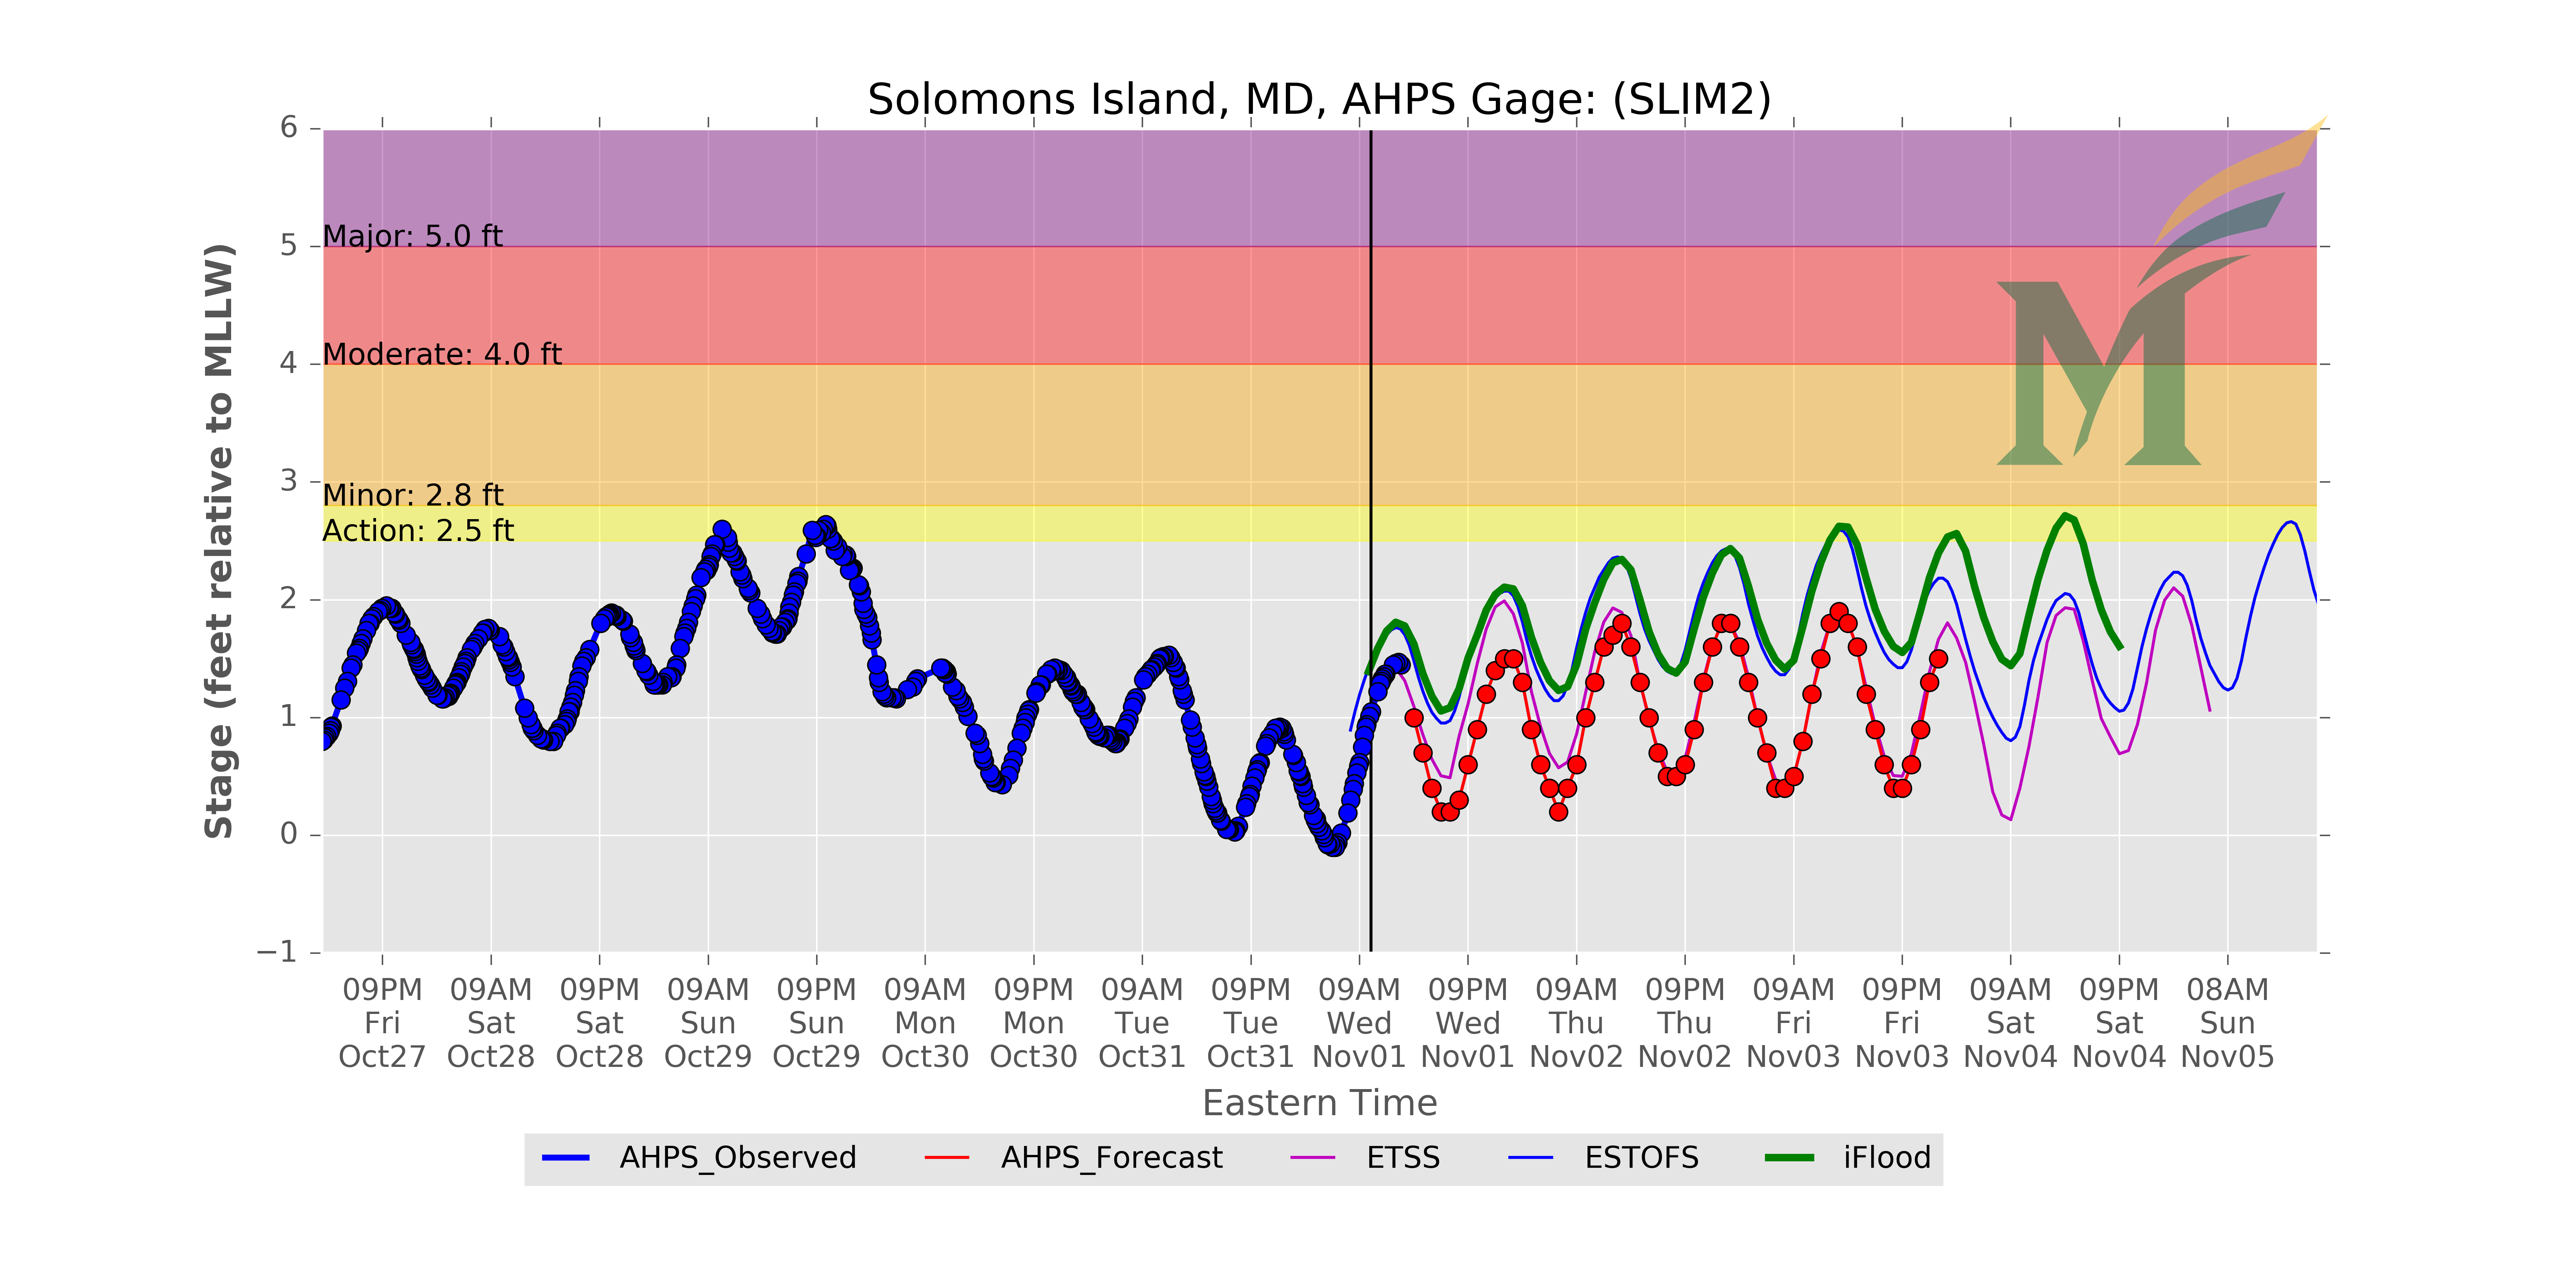 Solomons Island, MD, AHPS Gage: (SLIM2)
Stage (feet relative to MLLW)
6
5
4
3
2
1
0
−1
Major: 5.0 ft
Moderate: 4.0 ft
Minor: 2.8 ft
Action: 2.5 ft
M
09PM 09AM 09PM 09AM 09PM 09AM 09PM 09AM 09PM 09AM 09PM 09AM 09PM 09AM 09PM 09AM 09PM 08AM
Fri Sat Sat Sun Sun Mon Mon Tue Tue Wed Wed Thu Thu Fri Fri Sat Sat Sun
Oct27 Oct28 Oct28 Oct29 Oct29 Oct30 Oct30 Oct31 Oct31 Nov01 Nov01 Nov02 Nov02 Nov03 Nov03 Nov04 Nov04 Nov05
Eastern Time
AHPS_Observed AHPS_Forecast ETSS ESTOFS iFlood